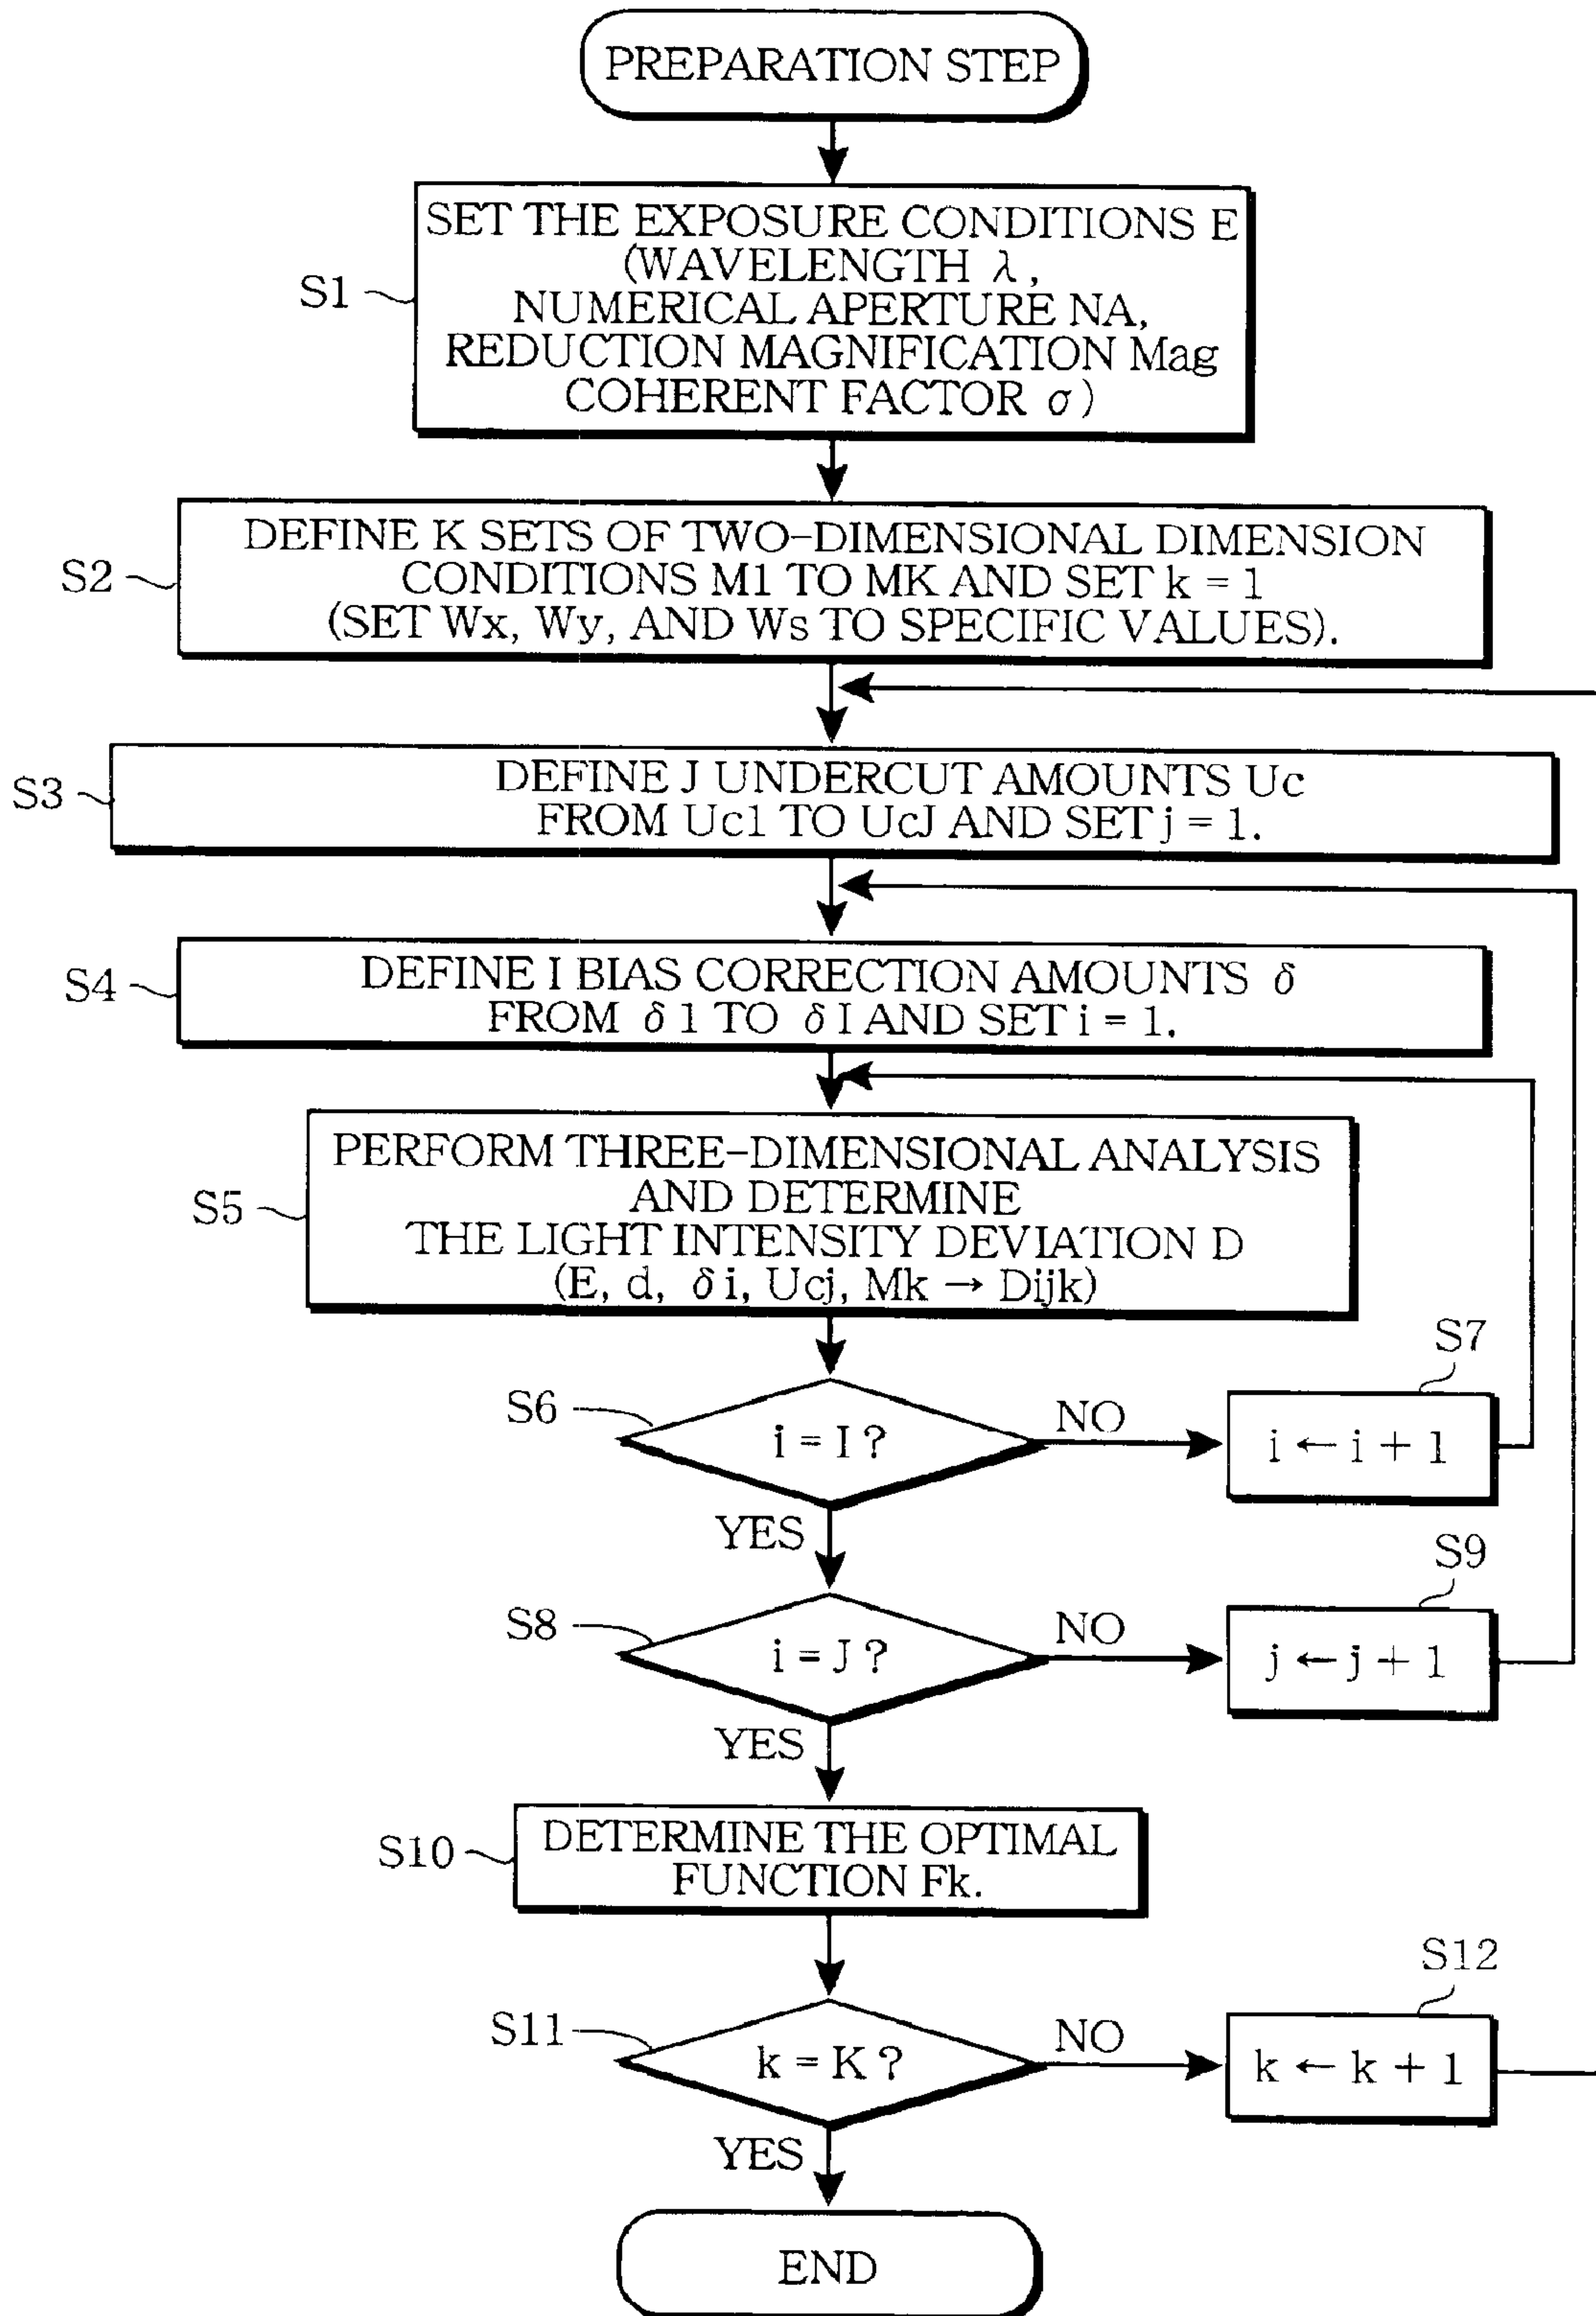 PREPARATION STEP
S1
SET THE EXPOSURE CONDITIONS E
(WAVELENGTH λ,
NUMERICAL APERTURE NA,
REDUCTION MAGNIFICATION Mag
COHERENT FACTOR σ)
S2
DEFINE K SETS OF TWO-DIMENSIONAL DIMENSION
CONDITIONS M1 TO MK AND SET k = 1
(SET Wx, Wy, AND Ws TO SPECIFIC VALUES).
S3
DEFINE J UNDERCUT AMOUNTS Uc
FROM Uc1 TO UcJ AND SET j = 1.
S4
DEFINE I BIAS CORRECTION AMOUNTS δ
FROM δ1 TO δI AND SET i = 1.
S5
PERFORM THREE-DIMENSIONAL ANALYSIS
AND DETERMINE
THE LIGHT INTENSITY DEVIATION D
(E, d, δi, Ucj, Mk → Dijk)
S6
i = I ?
NO
S7
i ← i + 1
YES
S8
i = J ?
NO
S9
j ← j + 1
YES
S10
DETERMINE THE OPTIMAL
FUNCTION Fk.
S11
k = K ?
NO
S12
k ← k + 1
YES
END